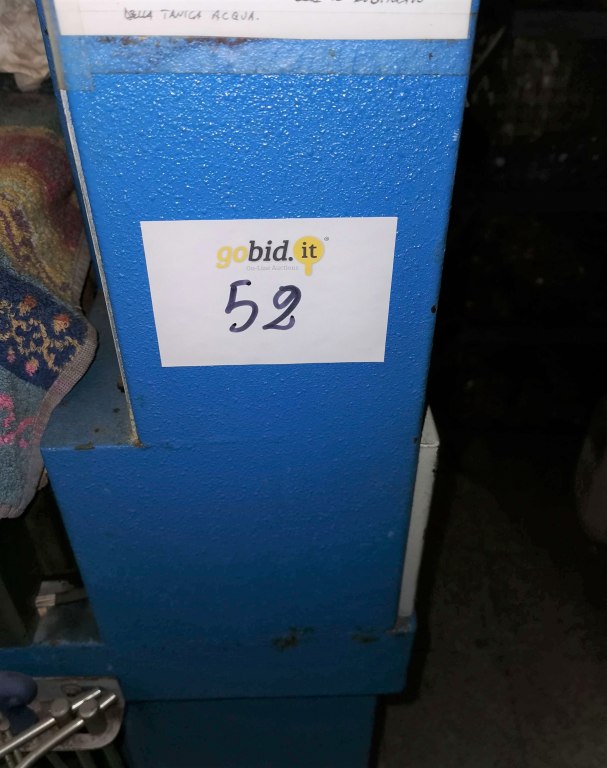 DELLA TANICA ACQUA.
gobid.it®
On-Line Auctions
52